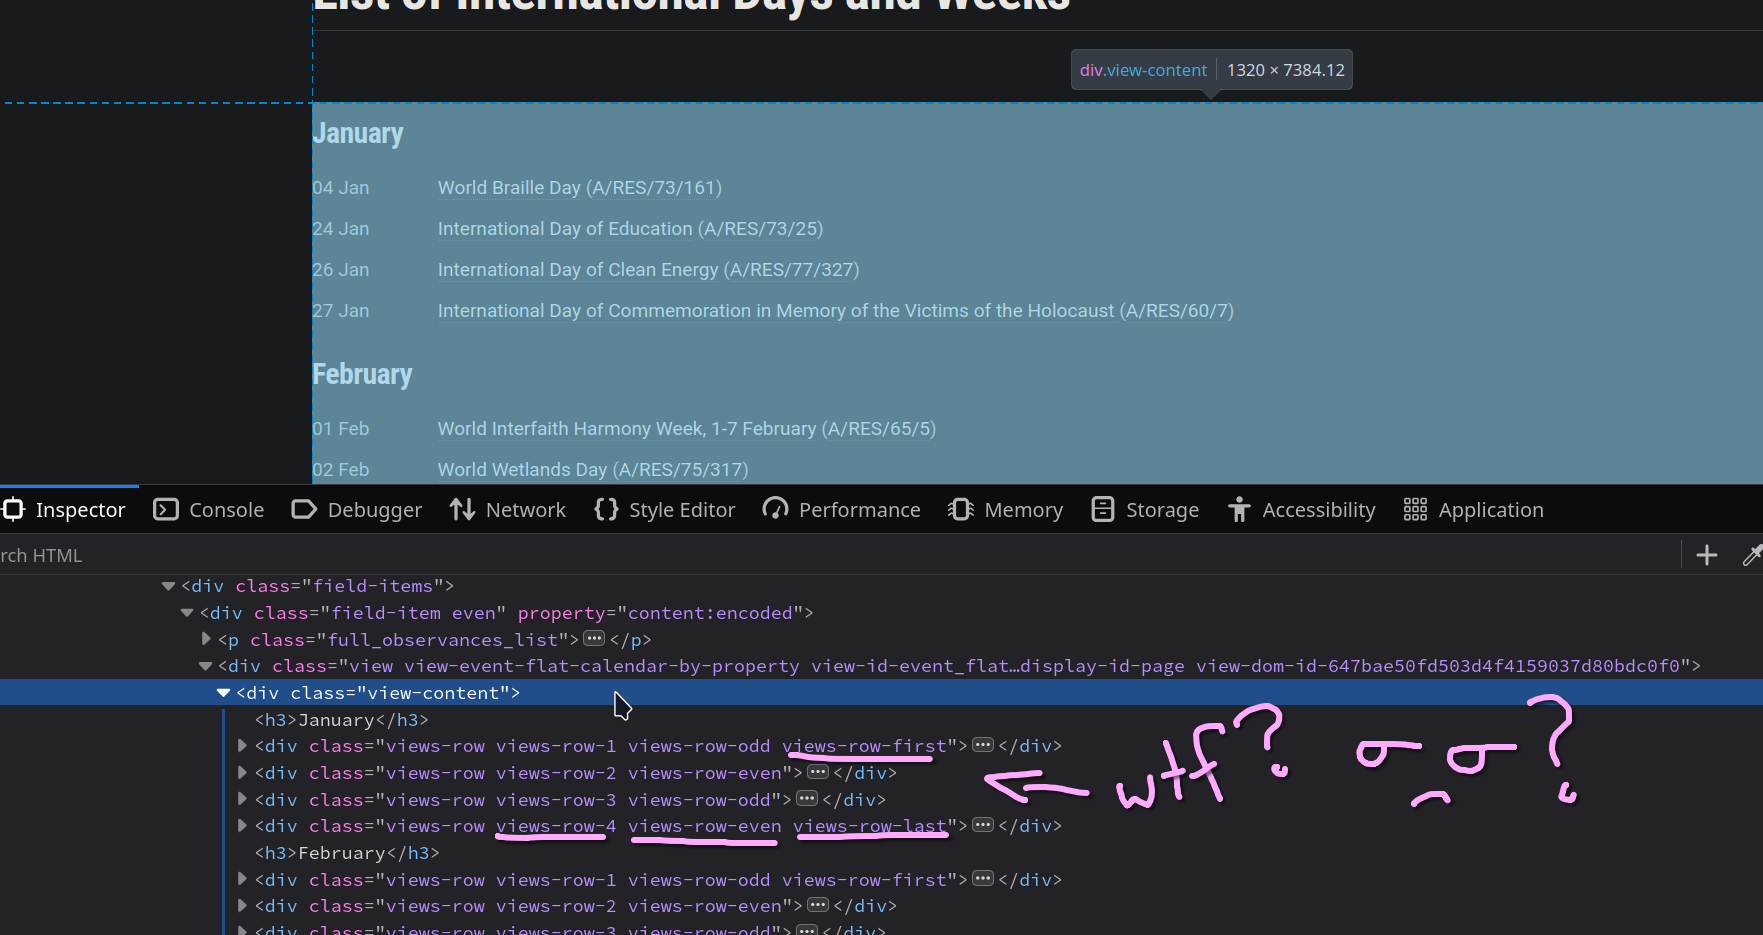 List of International Days and Weeks
div.view-content 1320 × 7384.12
January
04 Jan World Braille Day (A/RES/73/161)
24 Jan International Day of Education (A/RES/73/25)
26 Jan International Day of Clean Energy (A/RES/77/327)
27 Jan International Day of Commemoration in Memory of the Victims of the Holocaust (A/RES/60/7)
February
01 Feb World Interfaith Harmony Week, 1-7 February (A/RES/65/5)
02 Feb World Wetlands Day (A/RES/75/317)
Inspector Console Debugger Network Style Editor Performance Memory Storage Accessibility Application
rch HTML
<div class="field-items">
<div class="field-item even" property="content:encoded">
<p class="full_observances_list"></p>
<div class="view view-event-flat-calendar-by-property view-id-event_flat…display-id-page view-dom-id-647bae50fd503d4f4159037d80bdc0f0">
<div class="view-content">
<h3>January</h3>
<div class="views-row views-row-1 views-row-odd views-row-first"></div>
<div class="views-row views-row-2 views-row-even"></div>
<div class="views-row views-row-3 views-row-odd"></div>
<div class="views-row views-row-4 views-row-even views-row-last"></div>
wtf? ?
<h3>February</h3>
<div class="views-row views-row-1 views-row-odd views-row-first"></div>
<div class="views-row views-row-2 views-row-even"></div>
<div class="views-row views-row-3 views-row-odd"></div>